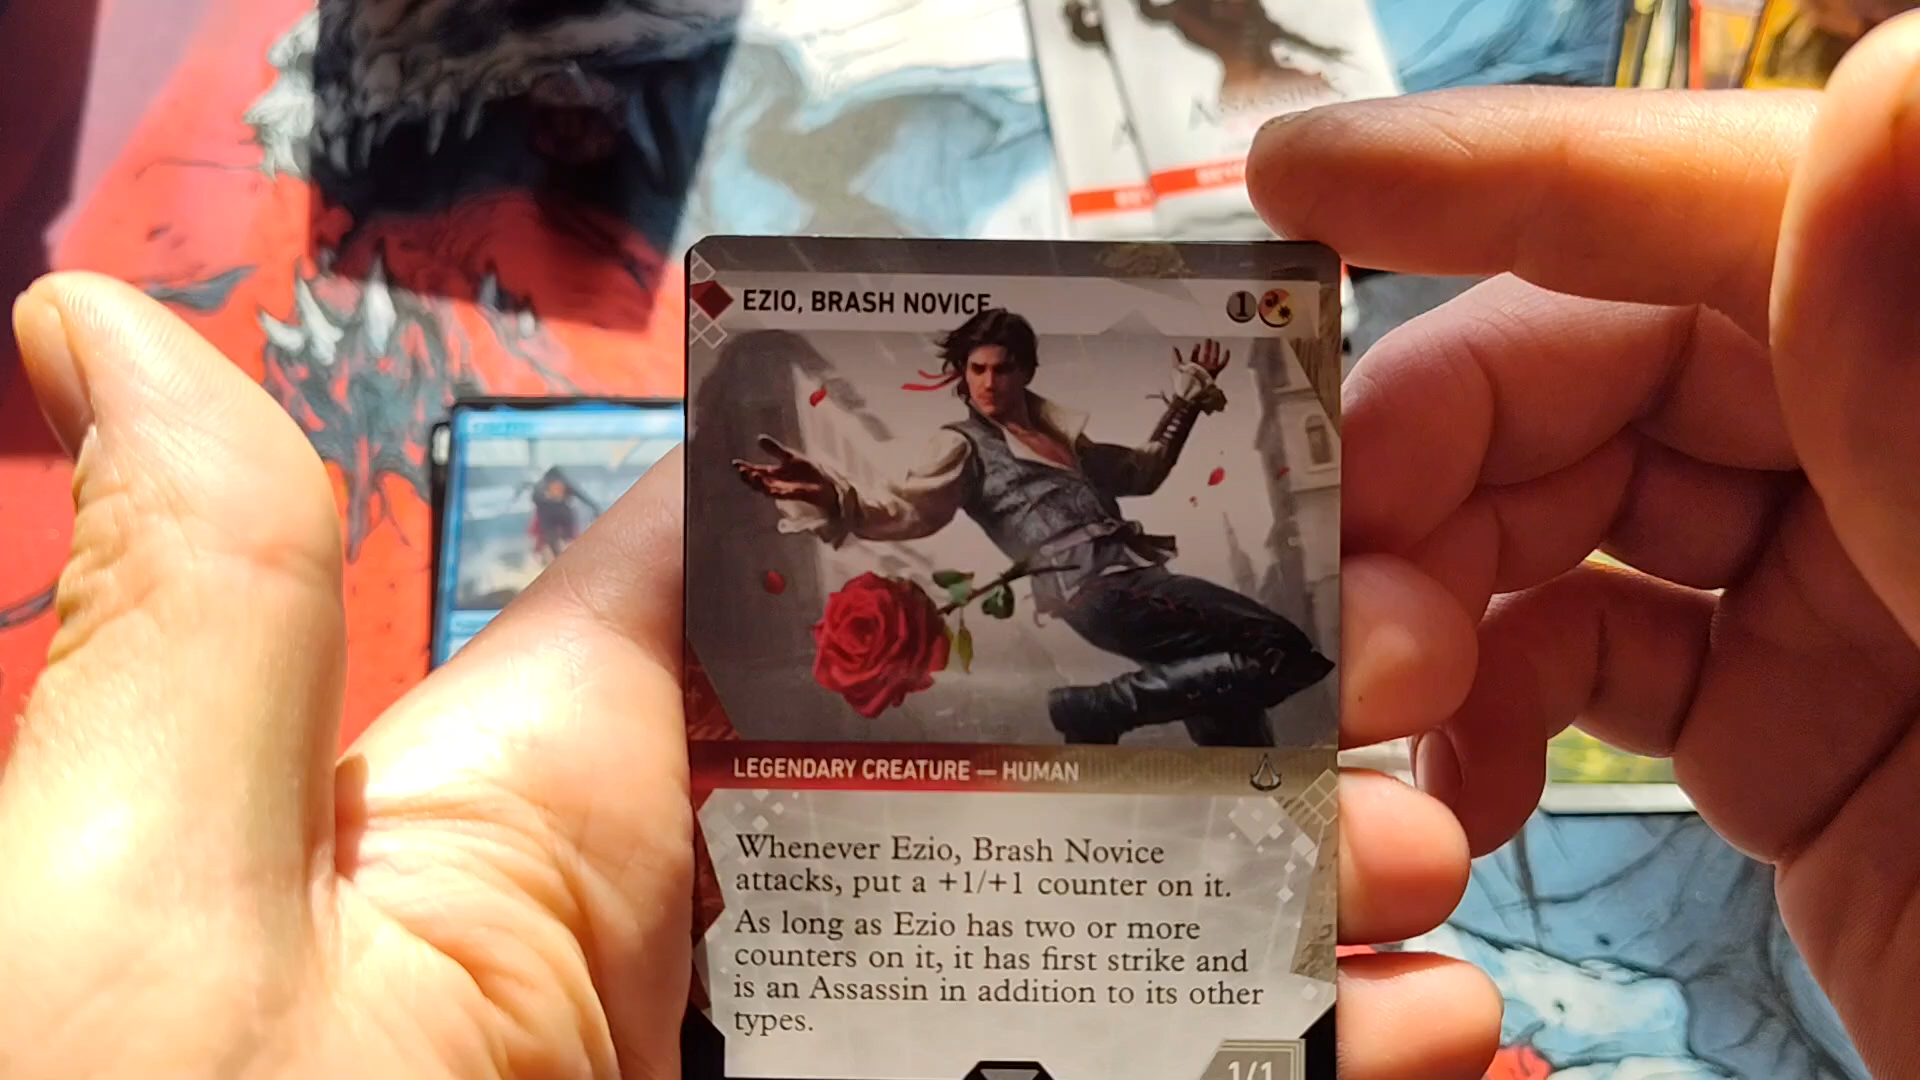 EZIO, BRASH NOVICE
1
LEGENDARY CREATURE — HUMAN
Whenever Ezio, Brash Novice
attacks, put a +1/+1 counter on it.
As long as Ezio has two or more
counters on it, it has first strike and
is an Assassin in addition to its other
types.
1/1